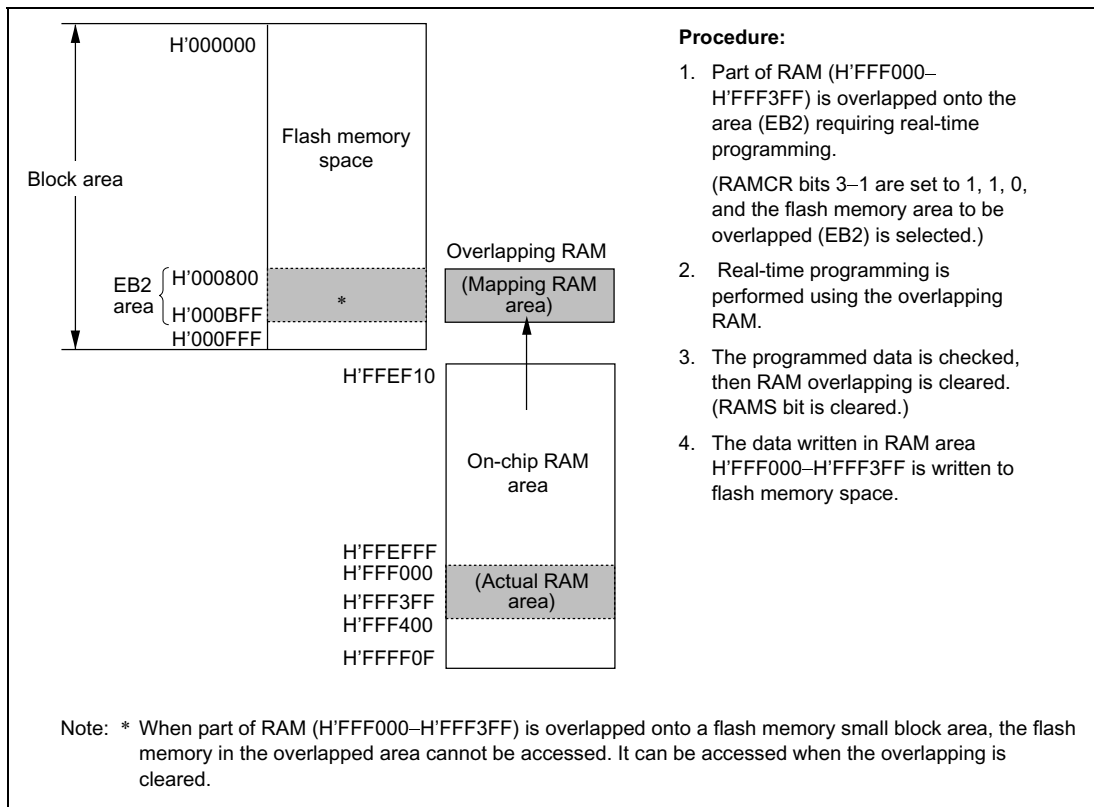 H'000000
Flash memory
space
Block area
EB2
area
H'000800
H'000BFF
H'000FFF
*
Overlapping RAM
(Mapping RAM
area)
H'FFEF10
On-chip RAM
area
H'FFEFFF
H'FFF000
H'FFF3FF
H'FFF400
H'FFFF0F
(Actual RAM
area)
Procedure:
1. Part of RAM (H'FFF000–
H'FFF3FF) is overlapped onto the
area (EB2) requiring real-time
programming.
(RAMCR bits 3–1 are set to 1, 1, 0,
and the flash memory area to be
overlapped (EB2) is selected.)
2. Real-time programming is
performed using the overlapping
RAM.
3. The programmed data is checked,
then RAM overlapping is cleared.
(RAMS bit is cleared.)
4. The data written in RAM area
H'FFF000–H'FFF3FF is written to
flash memory space.
Note: * When part of RAM (H'FFF000–H'FFF3FF) is overlapped onto a flash memory small block area, the flash
memory in the overlapped area cannot be accessed. It can be accessed when the overlapping is
cleared.